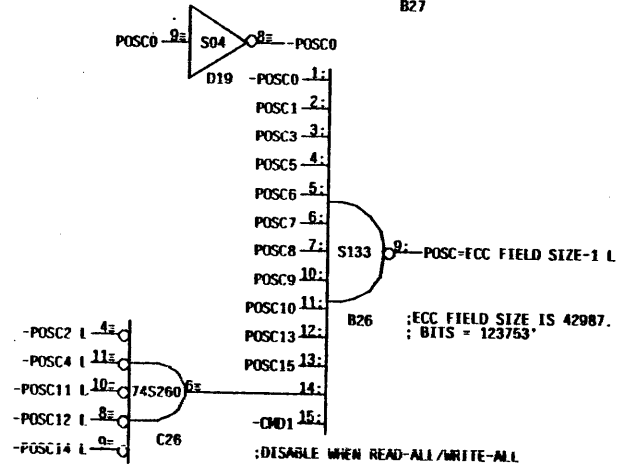 B27
POSC0 9 S04 8 -POSC0
D19
-POSC0 1
POSC1 2
POSC3 3
POSC5 4
POSC6 5
POSC7 6
POSC8 7 S133 9 POSC=ECC FIELD SIZE-1 L
POSC9 10
POSC10 11
B26 ;ECC FIELD SIZE IS 42987.
; BITS = 123753'
POSC13 12
POSC15 13
-POSC2 L 4
-POSC4 L 11
-POSC11 L 10 74S260 6 14
-POSC12 L 8
-CMD1 15
C26
-POSC14 L 9
;DISABLE WHEN READ-ALL/WRITE-ALL